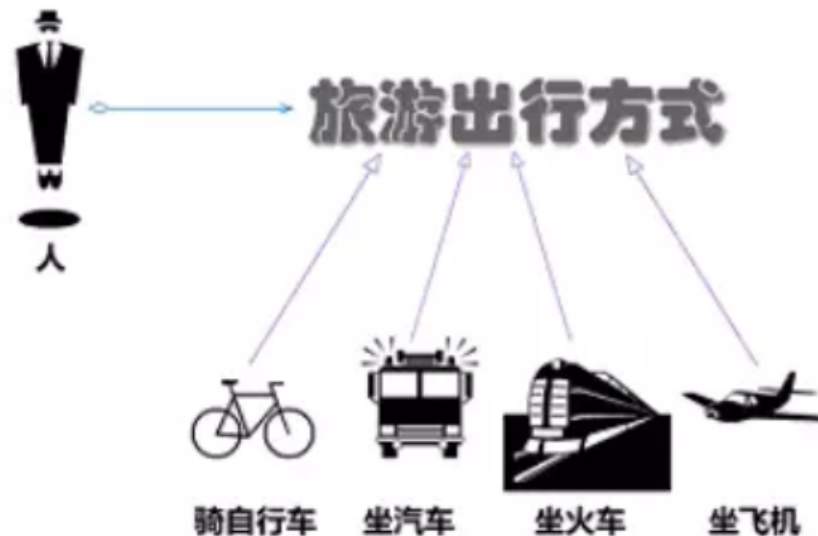 旅游出行方式
人
骑自行车
坐汽车
坐火车
坐飞机